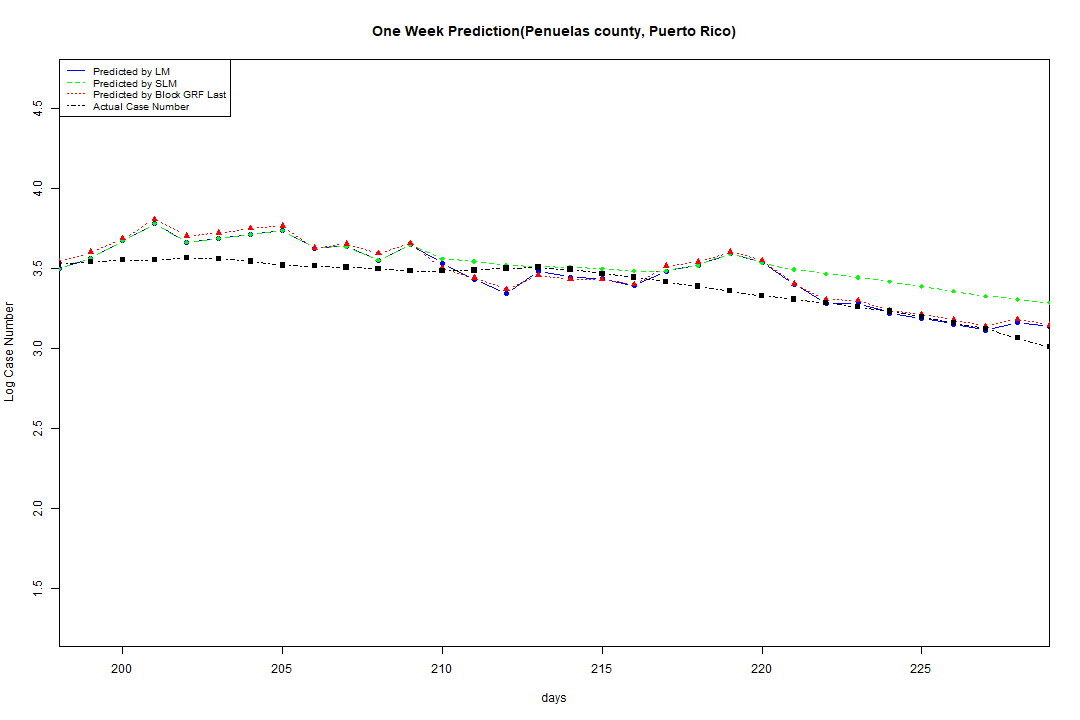 One Week Prediction(Penuelas county, Puerto Rico)
Predicted by LM
Predicted by SLM
Predicted by Block GRF Last
Actual Case Number
Log Case Number
4.5
4.0
3.5
3.0
2.5
2.0
1.5
200 205 210 215 220 225
days